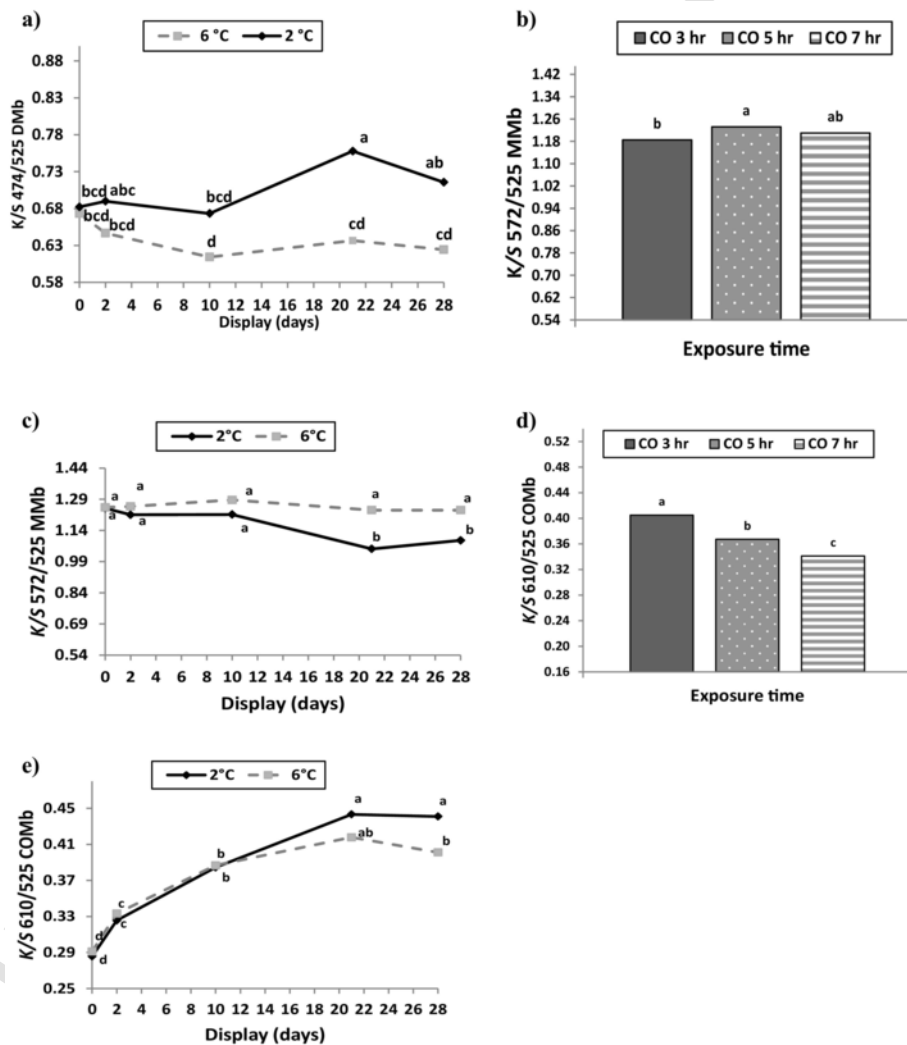 a)
6 °C 2 °C
K/S 474/525 DMb
0.88
0.83
0.78
0.73
0.68
0.63
0.58
bcd abc bcd a ab
bcd bcd d cd cd
0 2 4 6 8 10 12 14 16 18 20 22 24 26 28
Display (days)
b)
CO 3 hr CO 5 hr CO 7 hr
K/S 572/525 MMb
1.42
1.34
1.26
1.18
1.10
1.02
0.94
0.86
0.78
0.70
0.62
0.54
b a ab
Exposure time
c)
2°C 6°C
K/S 572/525 MMb
1.44
1.29
1.14
0.99
0.84
0.69
0.54
a a a a a
a a a b b
0 2 4 6 8 10 12 14 16 18 20 22 24 26 28
Display (days)
d)
CO 3 hr CO 5 hr CO 7 hr
K/S 610/525 COMb
0.52
0.48
0.44
0.40
0.36
0.32
0.28
0.24
0.20
0.16
a b c
Exposure time
e)
2°C 6°C
K/S 610/525 COMb
0.45
0.41
0.37
0.33
0.29
0.25
d c b a a
d c b ab b
0 2 4 6 8 10 12 14 16 18 20 22 24 26 28
Display (days)